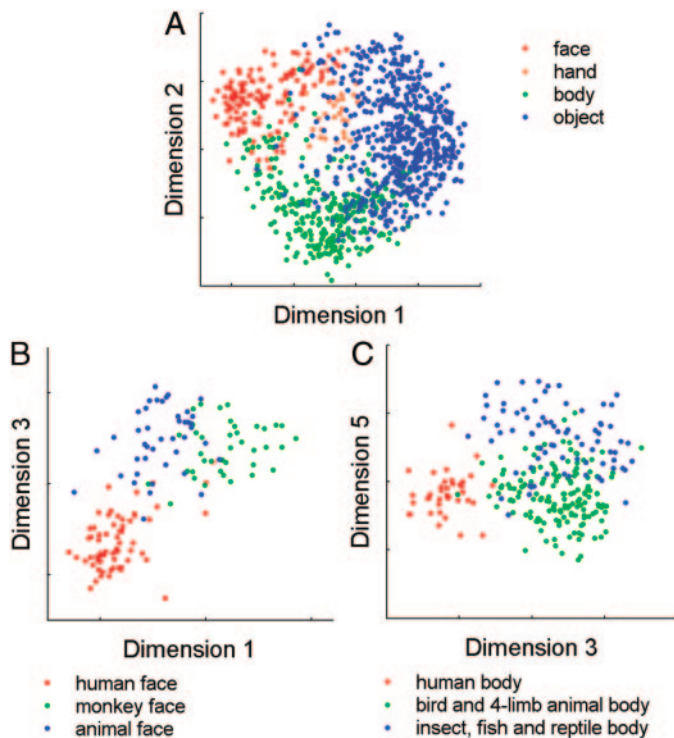 A
face
hand
body
object
Dimension 2
Dimension 1
B
Dimension 3
Dimension 1
human face
monkey face
animal face
C
Dimension 5
Dimension 3
human body
bird and 4-limb animal body
insect, fish and reptile body